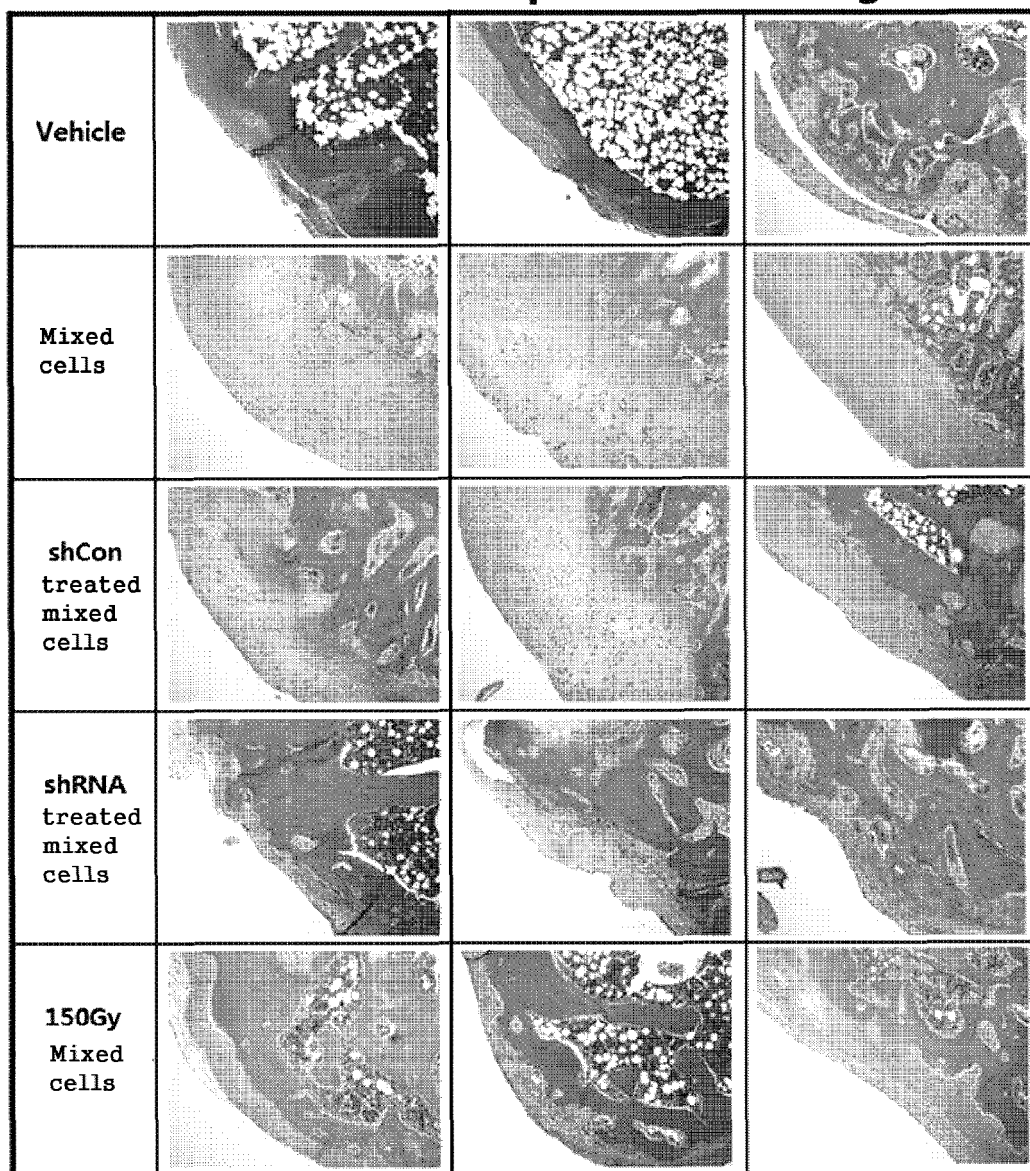 Vehicle
Mixed
cells
shCon
treated
mixed
cells
shRNA
treated
mixed
cells
150Gy
Mixed
cells